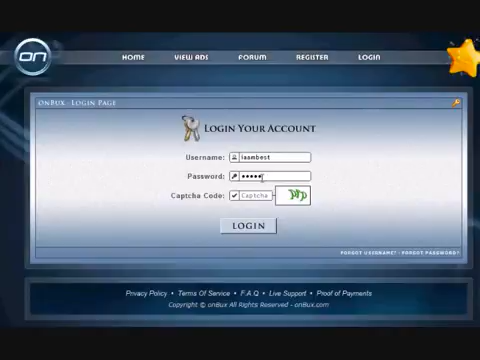 on
HOME VIEW ADS FORUM REGISTER LOGIN
OnBux - Login Page
Login Your Account
Username: iaambest
Password: •••••
Captcha Code: Captcha
LOGIN
Forgot Username? - Forgot Password?
Privacy Policy • Terms Of Service • F.A.Q • Live Support • Proof of Payments
Copyright © onBux All Rights Reserved - onBux.com